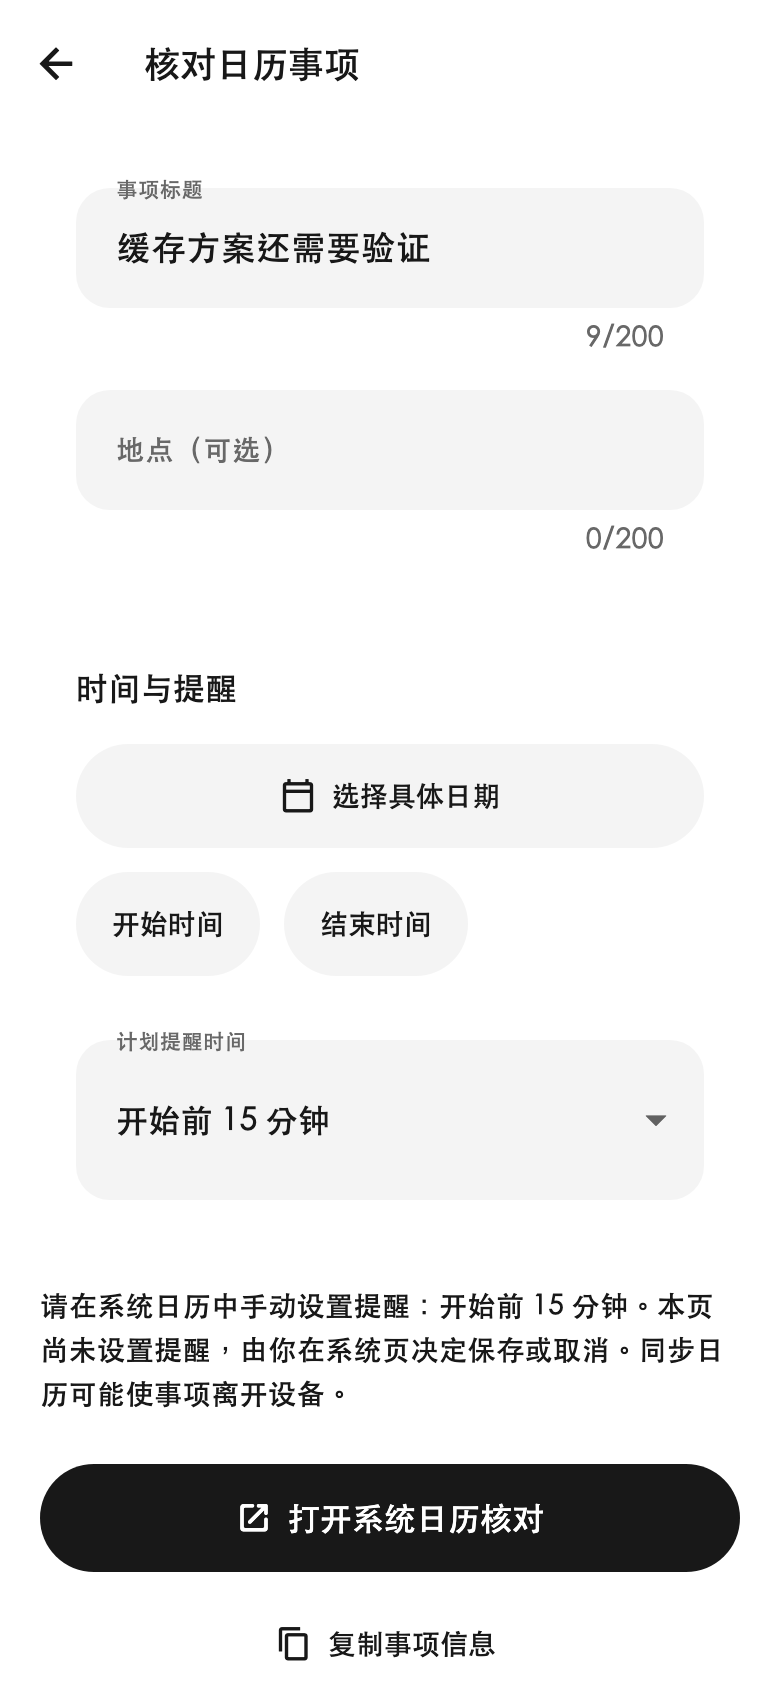 核对日历事项
事项标题
缓存方案还需要验证
9/200
地点（可选）
0/200
时间与提醒
选择具体日期
开始时间
结束时间
计划提醒时间
开始前 15 分钟
请在系统日历中手动设置提醒：开始前 15 分钟。本页
尚未设置提醒，由你在系统页决定保存或取消。同步日
历可能使事项离开设备。
打开系统日历核对
复制事项信息